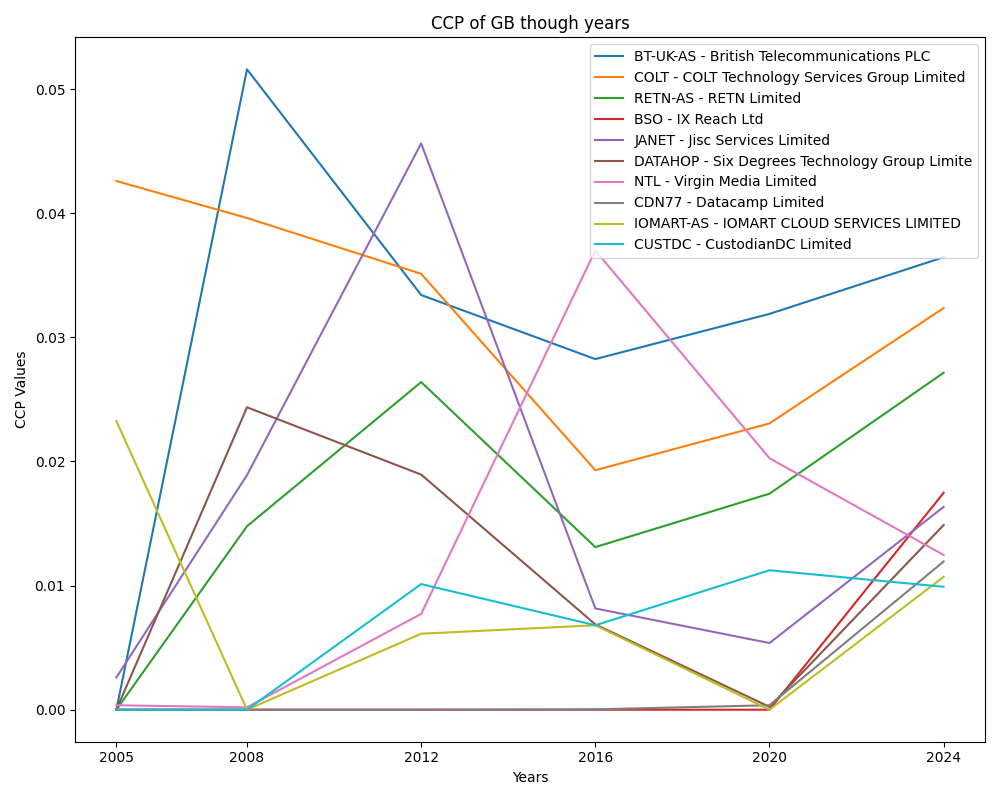 CCP of GB though years
BT-UK-AS - British Telecommunications PLC
COLT - COLT Technology Services Group Limited
RETN-AS - RETN Limited
BSO - IX Reach Ltd
JANET - Jisc Services Limited
DATAHOP - Six Degrees Technology Group Limite
NTL - Virgin Media Limited
CDN77 - Datacamp Limited
IOMART-AS - IOMART CLOUD SERVICES LIMITED
CUSTDC - CustodianDC Limited
CCP Values
0.05
0.04
0.03
0.02
0.01
0.00
2005 2008 2012 2016 2020 2024
Years